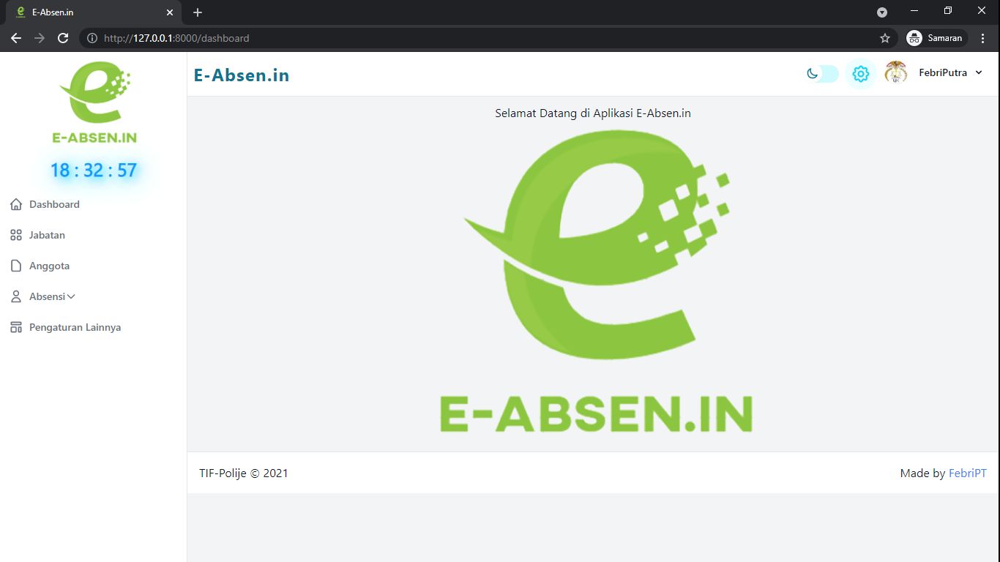 E-Absen.in
http://127.0.0.1:8000/dashboard
Samaran
E-ABSEN.IN
18 : 32 : 57
Dashboard
Jabatan
Anggota
Absensi
Pengaturan Lainnya
E-Absen.in
FebriPutra
Selamat Datang di Aplikasi E-Absen.in
E-ABSEN.IN
TIF-Polije © 2021
Made by FebriPT